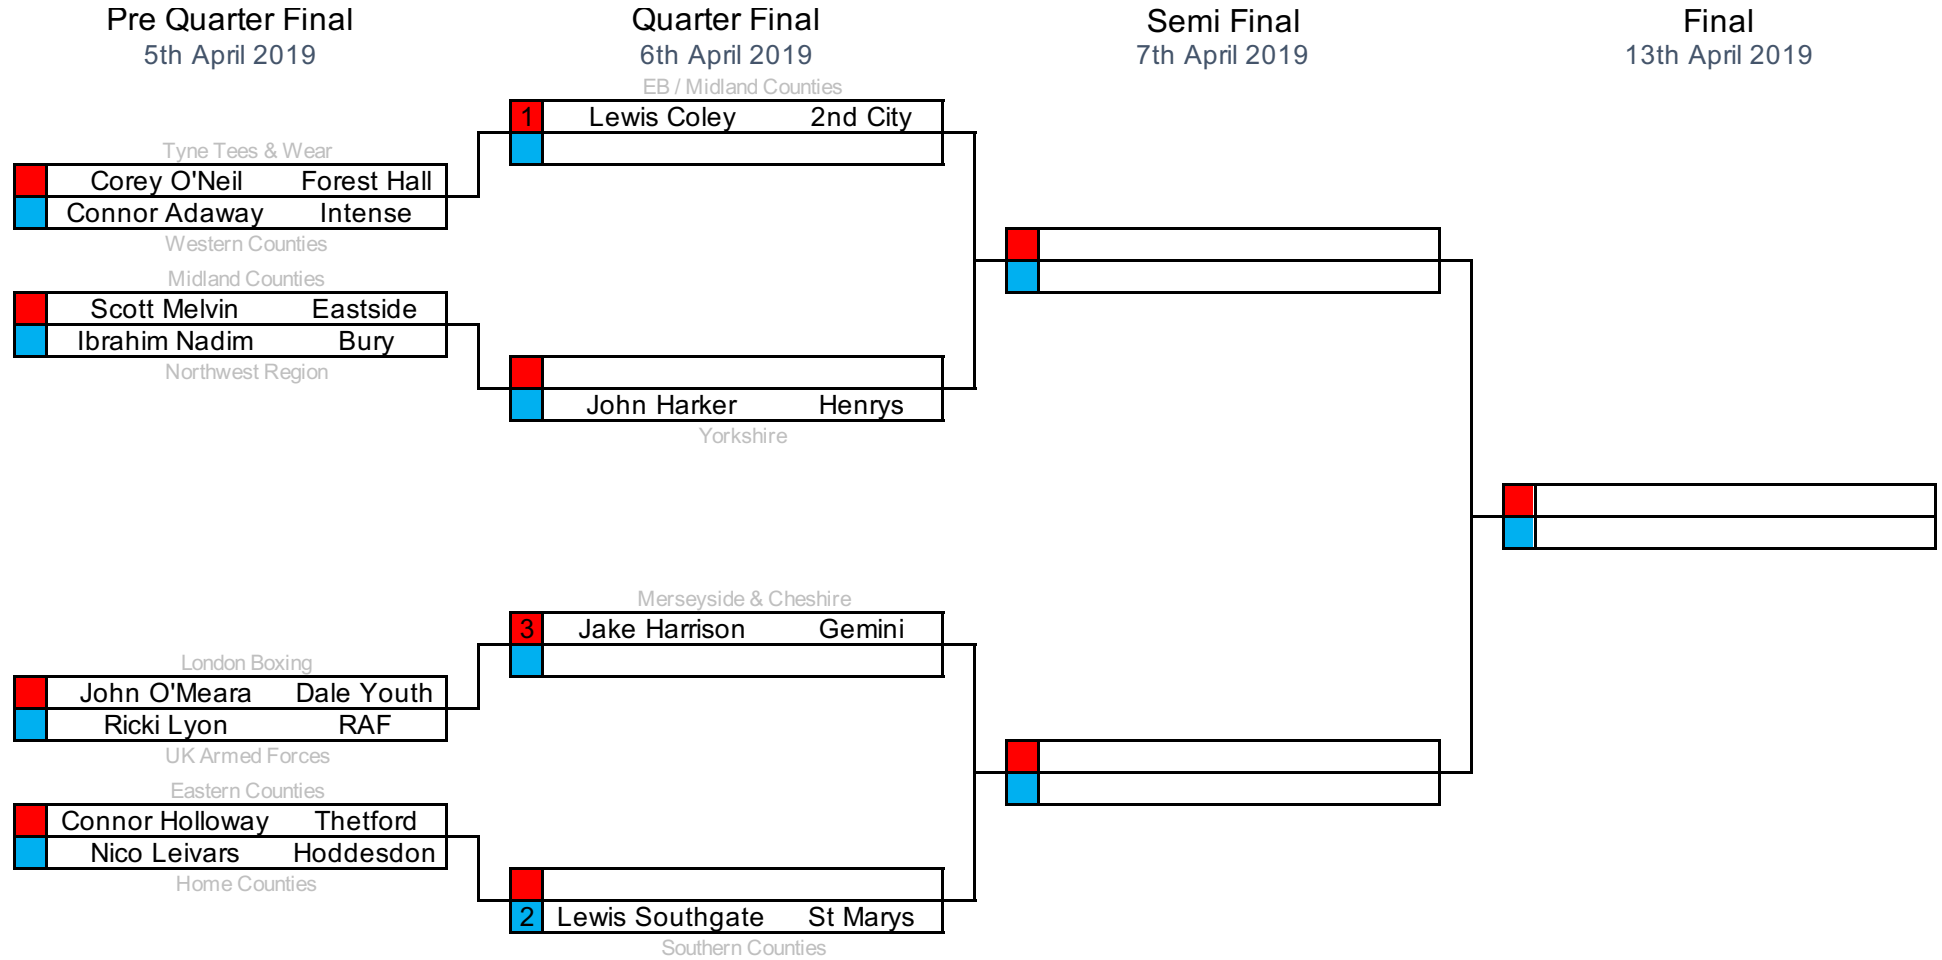 Pre Quarter Final
5th April 2019
Quarter Final
6th April 2019
Semi Final
7th April 2019
Final
13th April 2019
Tyne Tees & Wear
Corey O'Neil Forest Hall
Connor Adaway Intense
Western Counties
Midland Counties
Scott Melvin Eastside
Ibrahim Nadim Bury
Northwest Region
London Boxing
John O'Meara Dale Youth
Ricki Lyon RAF
UK Armed Forces
Eastern Counties
Connor Holloway Thetford
Nico Leivars Hoddesdon
Home Counties
EB / Midland Counties
1 Lewis Coley 2nd City
John Harker Henrys
Yorkshire
Merseyside & Cheshire
3 Jake Harrison Gemini
2 Lewis Southgate St Marys
Southern Counties